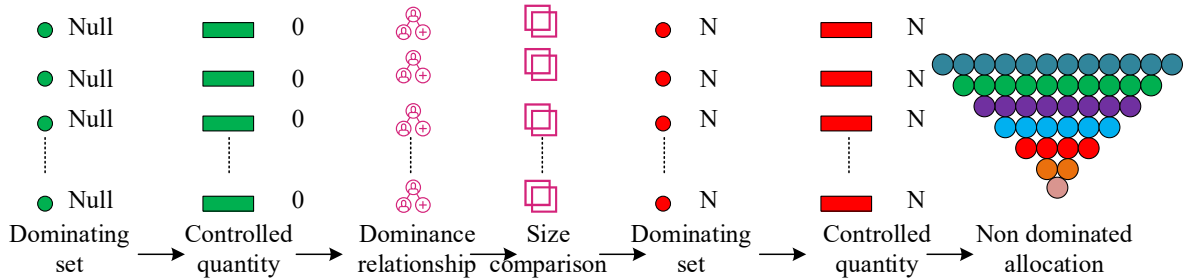 Null 0 N N
Null 0 N N
Null 0 N N
Null 0 N N
Dominating set
Controlled quantity
Dominance relationship
Size comparison
Dominating set
Controlled quantity
Non dominated allocation